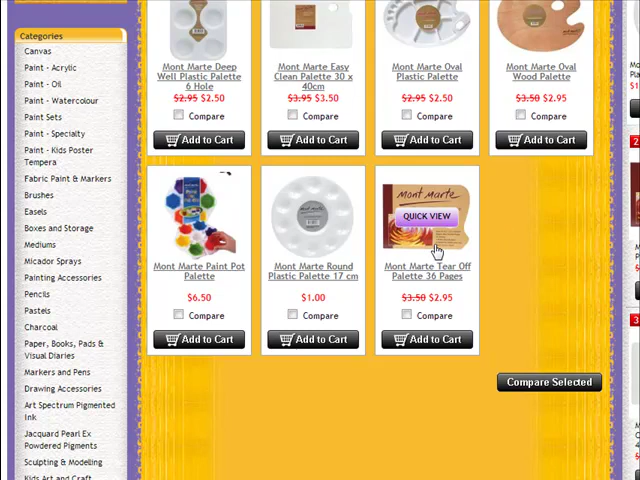 Categories
Canvas
Paint - Acrylic
Paint - Oil
Paint - Watercolour
Paint Sets
Paint - Specialty
Paint - Kids Poster
Tempera
Fabric Paint & Markers
Brushes
Easels
Boxes and Storage
Mediums
Micador Sprays
Painting Accessories
Pencils
Pastels
Charcoal
Paper, Books, Pads &
Visual Diaries
Markers and Pens
Drawing Accessories
Art Spectrum Pigmented
Ink
Jacquard Pearl Ex
Powdered Pigments
Sculpting & Modelling
Kids Art and Craft
Mont Marte Deep
Well Plastic Palette
6 Hole
$2.95 $2.50
Compare
Add to Cart
Mont Marte Easy
Clean Palette 30 x
40cm
$3.95 $3.50
Compare
Add to Cart
Mont Marte Oval
Plastic Palette
$2.95 $2.50
Compare
Add to Cart
Mont Marte Oval
Wood Palette
$3.50 $2.95
Compare
Add to Cart
Mont Marte Paint Pot
Palette
$6.50
Compare
Add to Cart
Mont Marte Round
Plastic Palette 17 cm
$1.00
Compare
Add to Cart
Mont Marte
QUICK VIEW
Mont Marte Tear Off
Palette 36 Pages
$3.50 $2.95
Compare
Add to Cart
Compare Selected
2
3